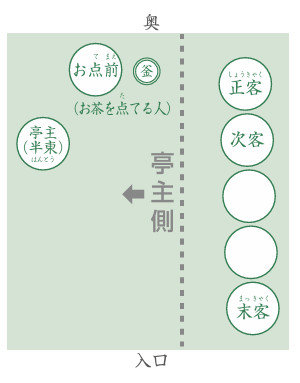 奥
てまえ
お点前
釜
た
(お茶を点てる人)
亭主
(半東)
はんとう
亭主側
しょうきゃく
正客
次客
まっきゃく
末客
入口